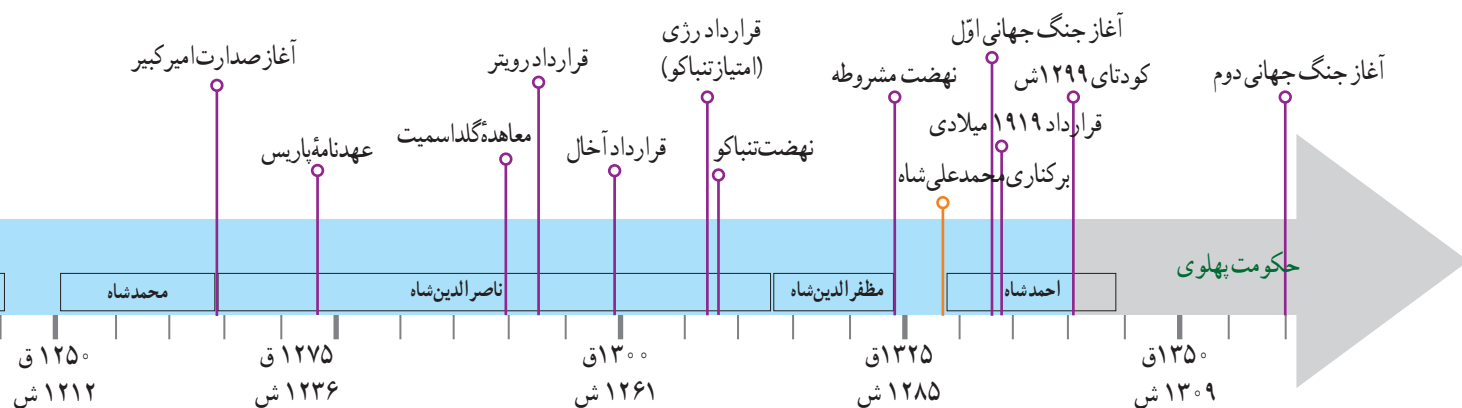 آغاز صدارت امیرکبیر
عهدنامۀ پاریس
معاهدۀ گلداسمیت
قرارداد رویتر
قرارداد آخال
قرارداد رژی
(امتیاز تنباکو)
نهضت تنباکو
نهضت مشروطه
برکناری محمدعلی‌شاه
آغاز جنگ جهانی اوّل
قرارداد ۱۹۱۹ میلادی
کودتای ۱۲۹۹ش
آغاز جنگ جهانی دوم
حکومت پهلوی
محمدشاه
ناصرالدین‌شاه
مظفرالدین‌شاه
احمدشاه
۱۲۵۰ ق
۱۲۱۲ ش
۱۲۷۵ ق
۱۲۳۶ ش
۱۳۰۰ق
۱۲۶۱ ش
۱۳۲۵ق
۱۲۸۵ ش
۱۳۵۰ق
۱۳۰۹ ش